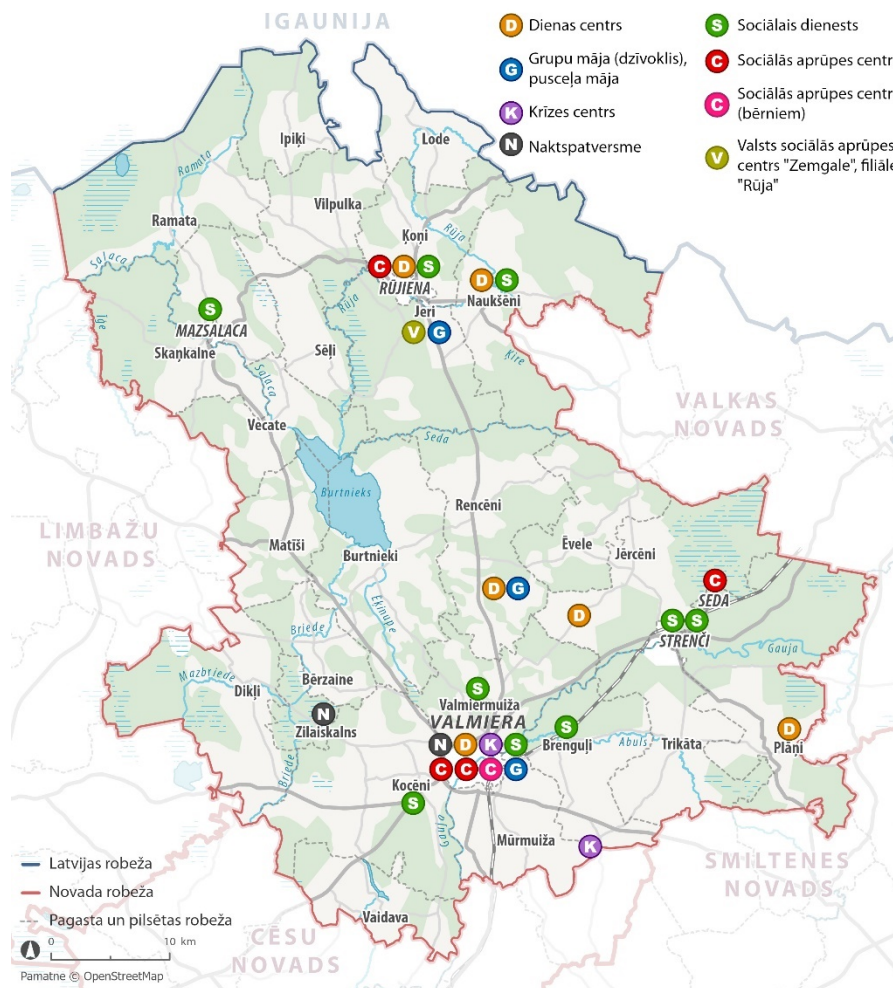 IGAUNIJA
D Dienas centrs
G Grupu māja (dzīvoklis),
pusceļa māja
K Krīzes centrs
N Naktspatversme
S Sociālais dienests
C Sociālās aprūpes centr
C Sociālās aprūpes centr
(bērniem)
V Valsts sociālās aprūpes
centrs "Zemgale", filiāle
"Rūja"
Ipiķi
Lode
Ramata
Vilpulka
Ramata
Ķoņi
Rūja
Salaca
C D S
RŪJIENA
D S
Naukšēni
S
MAZSALACA
Rūja
Jeri
V G
Iģe
Skaņkalne
Sēļi
Ķire
Salaca
VALKAS
NOVADS
Vecate
Seda
Burtnieks
Rencēni
LIMBAŽU
NOVADS
Matīši
Burtnieki
Ēvele
Jērcēni
D G
C
SEDA
Ēķinupe
D
S S
STRENČI
Briede
Gauja
Mazbriede
Bērzaine
Dikļi
S
Valmiermuiža
N
Zilaiskalns
VALMIERA
S
Brenguļi
D
Plāņi
N D K S
Abuls
Trikāta
C C C G
Briede
Kocēni
S
Gauja
Mūrmuiža
K
SMILTENES
NOVADS
Vaidava
CĒSU
NOVADS
Latvijas robeža
Novada robeža
Pagasta un pilsētas robeža
0 10 km
Pamatne © OpenStreetMap